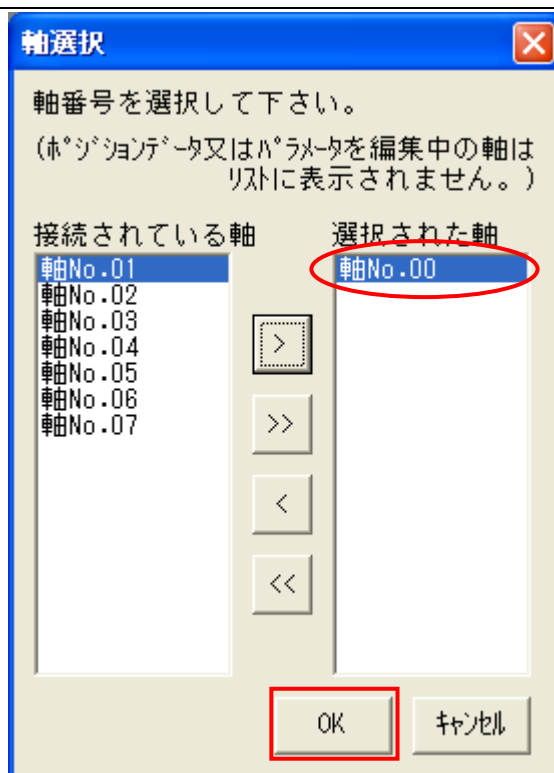 軸選択
軸番号を選択して下さい。
(ﾎﾟｼﾞｼｮﾝﾃﾞｰﾀ又はﾊﾟﾗﾒｰﾀを編集中の軸は
ﾘｽﾄに表示されません。)
接続されている軸
軸No.01
軸No.02
軸No.03
軸No.04
軸No.05
軸No.06
軸No.07
>
>>
<
<<
選択された軸
軸No.00
OK
ｷｬﾝｾﾙ